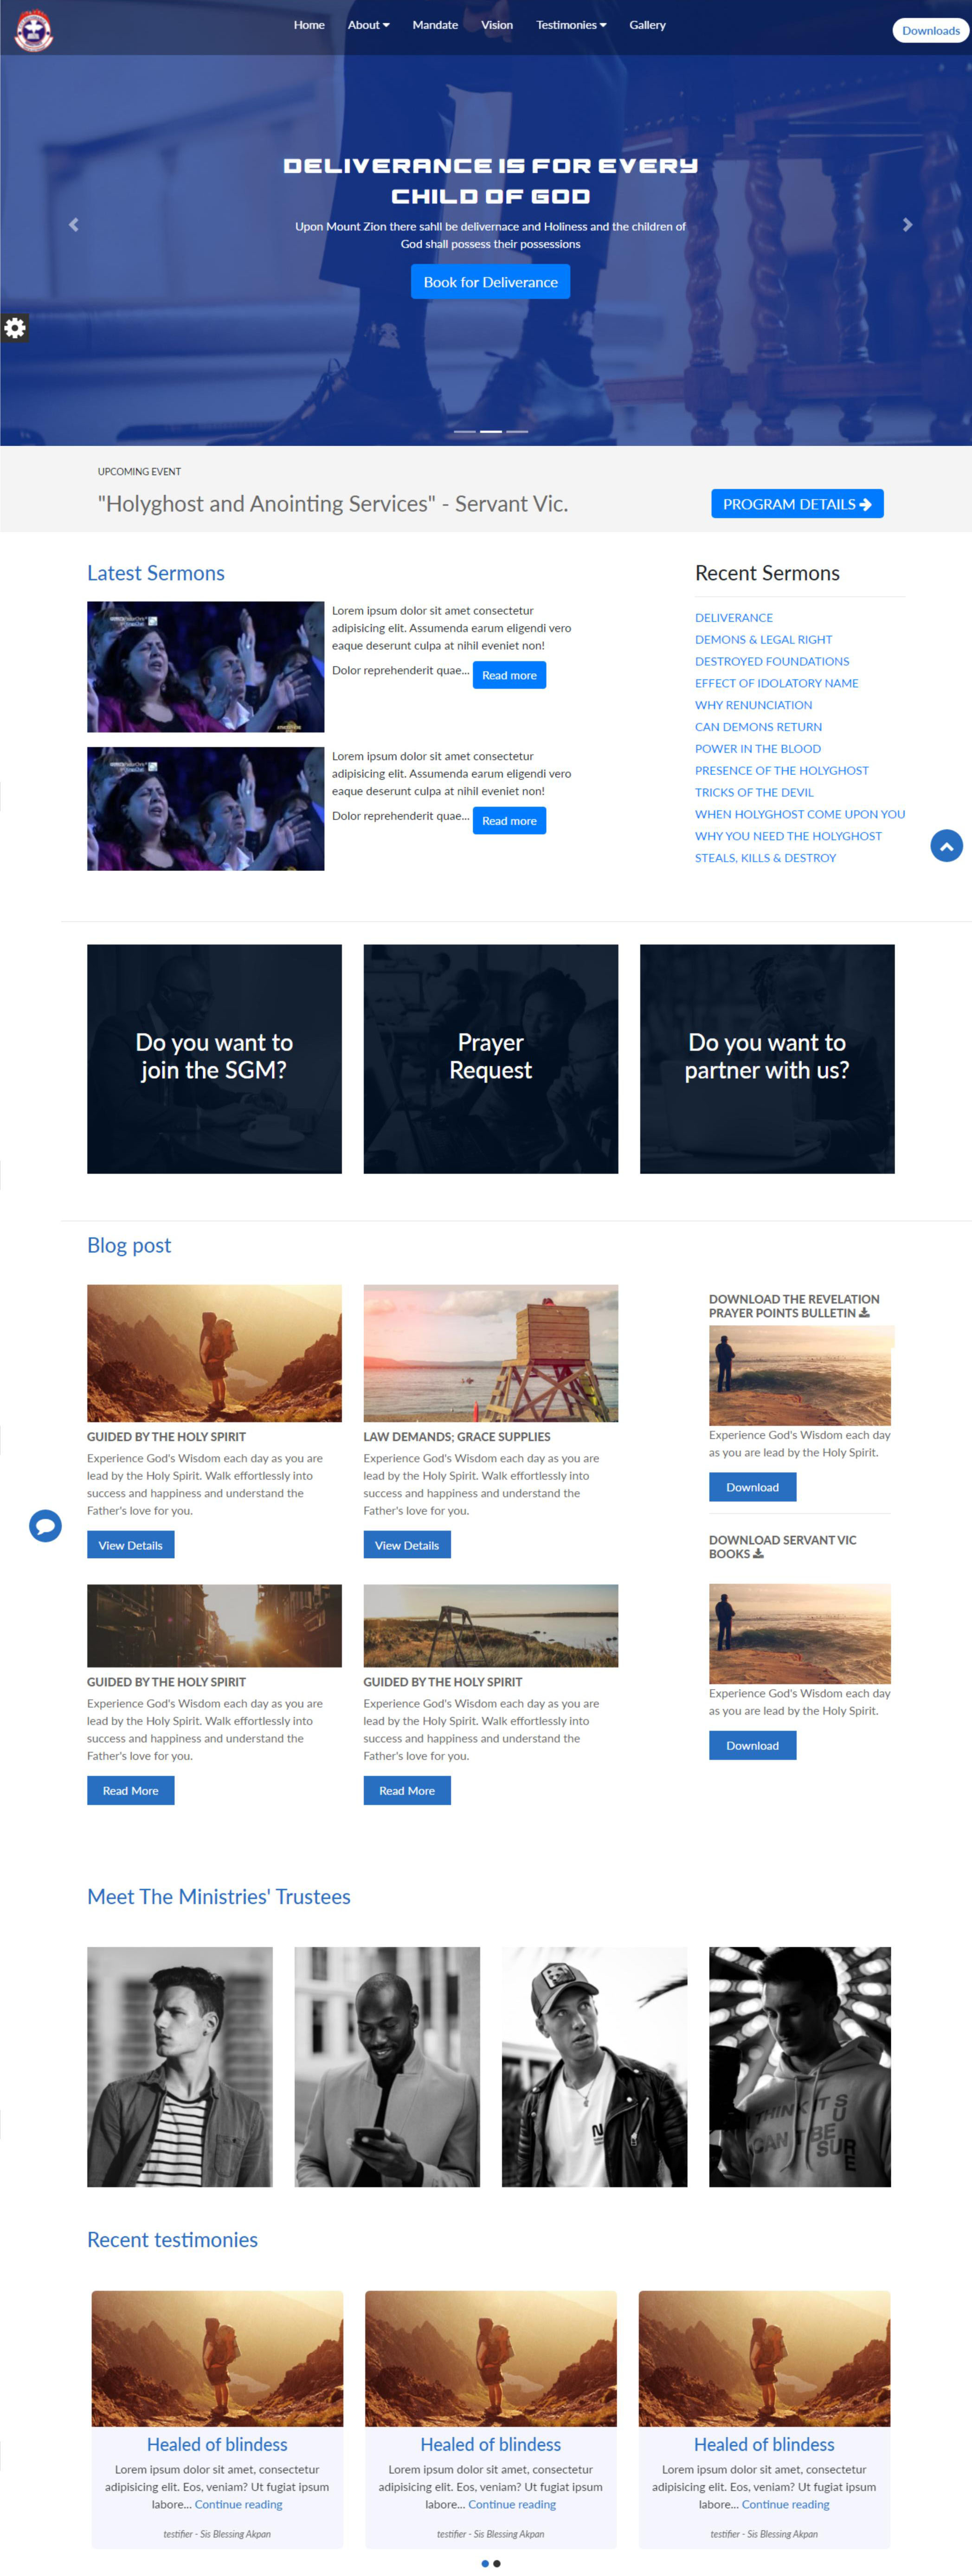 Home About Mandate Vision Testimonies Gallery
Downloads
DELIVERANCE IS FOR EVERY
CHILD OF GOD
Upon Mount Zion there sahll be delivernace and Holiness and the children of
God shall possess their possessions
Book for Deliverance
UPCOMING EVENT
"Holyghost and Anointing Services" - Servant Vic.
PROGRAM DETAILS
Latest Sermons
Lorem ipsum dolor sit amet consectetur
adipisicing elit. Assumenda earum eligendi vero
eaque deserunt culpa at nihil eveniet non!
Dolor reprehenderit quae...
Read more
Lorem ipsum dolor sit amet consectetur
adipisicing elit. Assumenda earum eligendi vero
eaque deserunt culpa at nihil eveniet non!
Dolor reprehenderit quae...
Read more
Recent Sermons
DELIVERANCE
DEMONS & LEGAL RIGHT
DESTROYED FOUNDATIONS
EFFECT OF IDOLATORY NAME
WHY RENUNCIATION
CAN DEMONS RETURN
POWER IN THE BLOOD
PRESENCE OF THE HOLYGHOST
TRICKS OF THE DEVIL
WHEN HOLYGHOST COME UPON YOU
WHY YOU NEED THE HOLYGHOST
STEALS, KILLS & DESTROY
Do you want to
join the SGM?
Prayer
Request
Do you want to
partner with us?
Blog post
GUIDED BY THE HOLY SPIRIT
Experience God's Wisdom each day as you are
lead by the Holy Spirit. Walk effortlessly into
success and happiness and understand the
Father's love for you.
View Details
LAW DEMANDS; GRACE SUPPLIES
Experience God's Wisdom each day as you are
lead by the Holy Spirit. Walk effortlessly into
success and happiness and understand the
Father's love for you.
View Details
GUIDED BY THE HOLY SPIRIT
Experience God's Wisdom each day as you are
lead by the Holy Spirit. Walk effortlessly into
success and happiness and understand the
Father's love for you.
Read More
GUIDED BY THE HOLY SPIRIT
Experience God's Wisdom each day as you are
lead by the Holy Spirit. Walk effortlessly into
success and happiness and understand the
Father's love for you.
Read More
DOWNLOAD THE REVELATION
PRAYER POINTS BULLETIN
Experience God's Wisdom each day
as you are lead by the Holy Spirit.
Download
DOWNLOAD SERVANT VIC
BOOKS
Experience God's Wisdom each day
as you are lead by the Holy Spirit.
Download
Meet The Ministries' Trustees
N
THINK IT S
U
CAN T BE
SUR
E
Recent testimonies
Healed of blindess
Lorem ipsum dolor sit amet, consectetur
adipisicing elit. Eos, veniam? Ut fugiat ipsum
labore... Continue reading
testifier - Sis Blessing Akpan
Healed of blindess
Lorem ipsum dolor sit amet, consectetur
adipisicing elit. Eos, veniam? Ut fugiat ipsum
labore... Continue reading
testifier - Sis Blessing Akpan
Healed of blindess
Lorem ipsum dolor sit amet, consectetur
adipisicing elit. Eos, veniam? Ut fugiat ipsum
labore... Continue reading
testifier - Sis Blessing Akpan